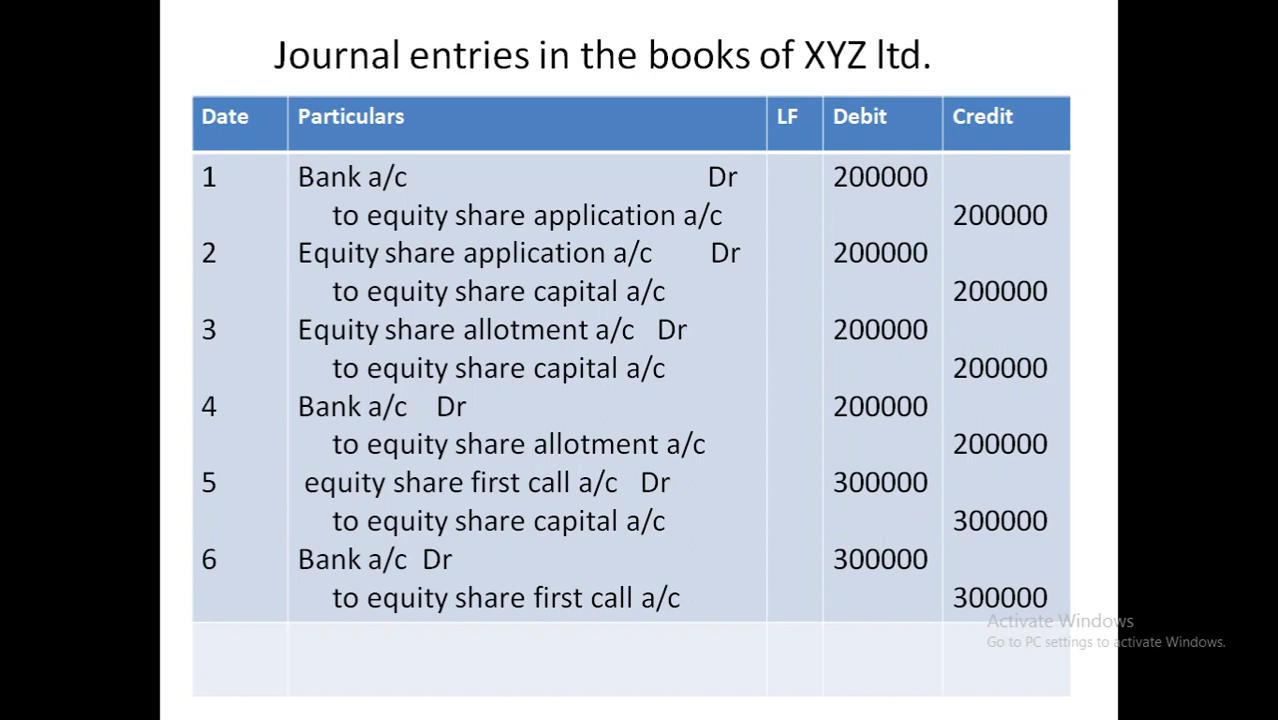 Journal entries in the books of XYZ ltd.
Date Particulars LF Debit Credit
1 Bank a/c Dr 200000
to equity share application a/c 200000
2 Equity share application a/c Dr 200000
to equity share capital a/c 200000
3 Equity share allotment a/c Dr 200000
to equity share capital a/c 200000
4 Bank a/c Dr 200000
to equity share allotment a/c 200000
5 equity share first call a/c Dr 300000
to equity share capital a/c 300000
6 Bank a/c Dr 300000
to equity share first call a/c 300000
Activate Windows
Go to PC settings to activate Windows.